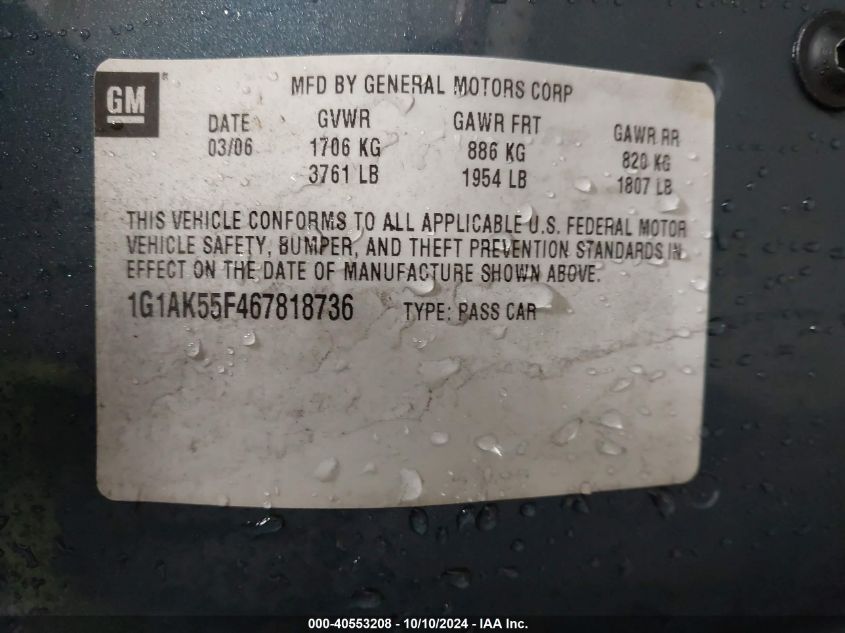 MFD BY GENERAL MOTORS CORP
GM ®
DATE GVWR GAWR FRT GAWR RR
03/06 1706 KG 886 KG 820 KG
3761 LB 1954 LB 1807 LB
THIS VEHICLE CONFORMS TO ALL APPLICABLE U.S. FEDERAL MOTOR
VEHICLE SAFETY, BUMPER, AND THEFT PREVENTION STANDARDS IN
EFFECT ON THE DATE OF MANUFACTURE SHOWN ABOVE.
1G1AK55F467818736 TYPE: PASS CAR
000-40553208 - 10/10/2024 - IAA Inc.